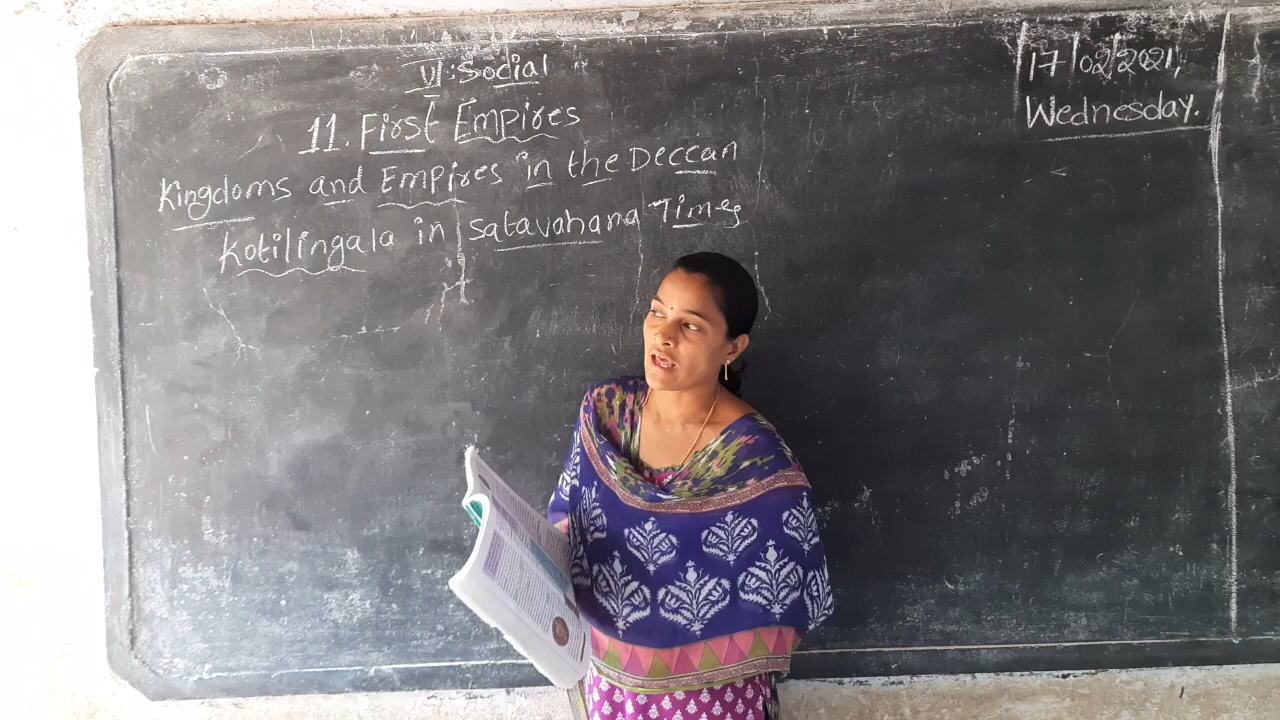 VI : Social
11. First Empires
Kingdoms and Empires in the Deccan
Kotilingala in Satavahana Times
17/02/2021,
Wednesday.